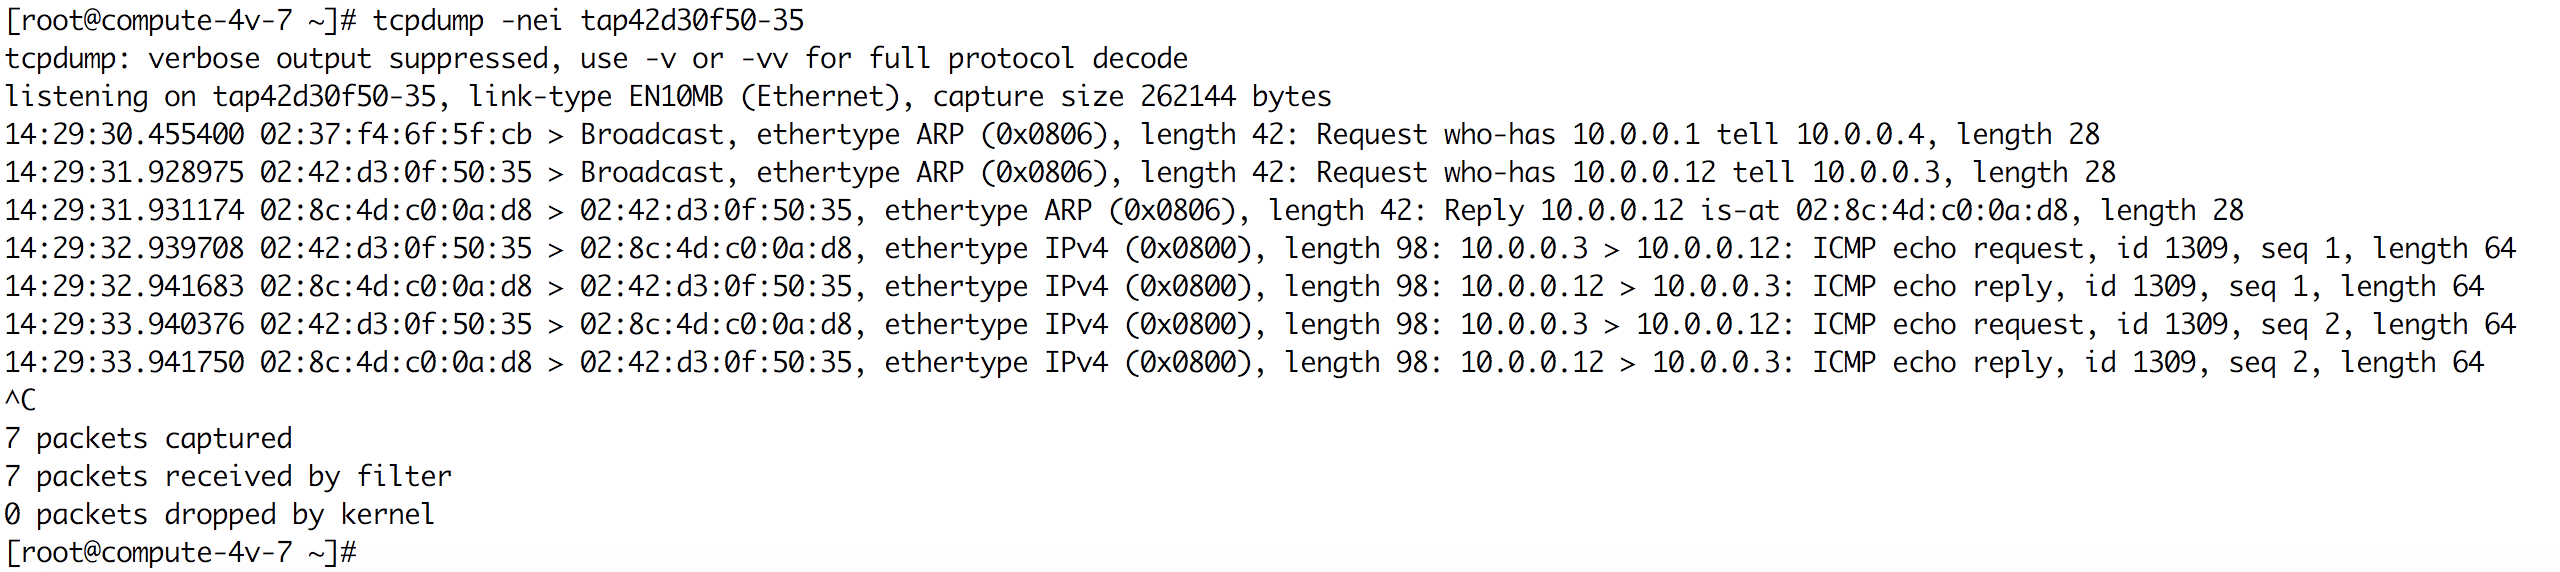 [root@compute-4v-7 ~]# tcpdump -nei tap42d30f50-35
tcpdump: verbose output suppressed, use -v or -vv for full protocol decode
listening on tap42d30f50-35, link-type EN10MB (Ethernet), capture size 262144 bytes
14:29:30.455400 02:37:f4:6f:5f:cb > Broadcast, ethertype ARP (0x0806), length 42: Request who-has 10.0.0.1 tell 10.0.0.4, length 28
14:29:31.928975 02:42:d3:0f:50:35 > Broadcast, ethertype ARP (0x0806), length 42: Request who-has 10.0.0.12 tell 10.0.0.3, length 28
14:29:31.931174 02:8c:4d:c0:0a:d8 > 02:42:d3:0f:50:35, ethertype ARP (0x0806), length 42: Reply 10.0.0.12 is-at 02:8c:4d:c0:0a:d8, length 28
14:29:32.939708 02:42:d3:0f:50:35 > 02:8c:4d:c0:0a:d8, ethertype IPv4 (0x0800), length 98: 10.0.0.3 > 10.0.0.12: ICMP echo request, id 1309, seq 1, length 64
14:29:32.941683 02:8c:4d:c0:0a:d8 > 02:42:d3:0f:50:35, ethertype IPv4 (0x0800), length 98: 10.0.0.12 > 10.0.0.3: ICMP echo reply, id 1309, seq 1, length 64
14:29:33.940376 02:42:d3:0f:50:35 > 02:8c:4d:c0:0a:d8, ethertype IPv4 (0x0800), length 98: 10.0.0.3 > 10.0.0.12: ICMP echo request, id 1309, seq 2, length 64
14:29:33.941750 02:8c:4d:c0:0a:d8 > 02:42:d3:0f:50:35, ethertype IPv4 (0x0800), length 98: 10.0.0.12 > 10.0.0.3: ICMP echo reply, id 1309, seq 2, length 64
^C
7 packets captured
7 packets received by filter
0 packets dropped by kernel
[root@compute-4v-7 ~]#